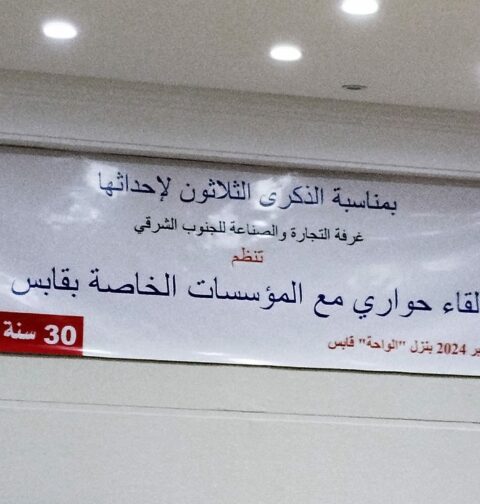 بمناسبة الذكرى الثلاثون لإحداثها
غرفة التجارة والصناعة للجنوب الشرقي
تنظم
لقاء حواري مع المؤسسات الخاصة بقابس
2024 بنزل "الواحة" قابس
30 سنة